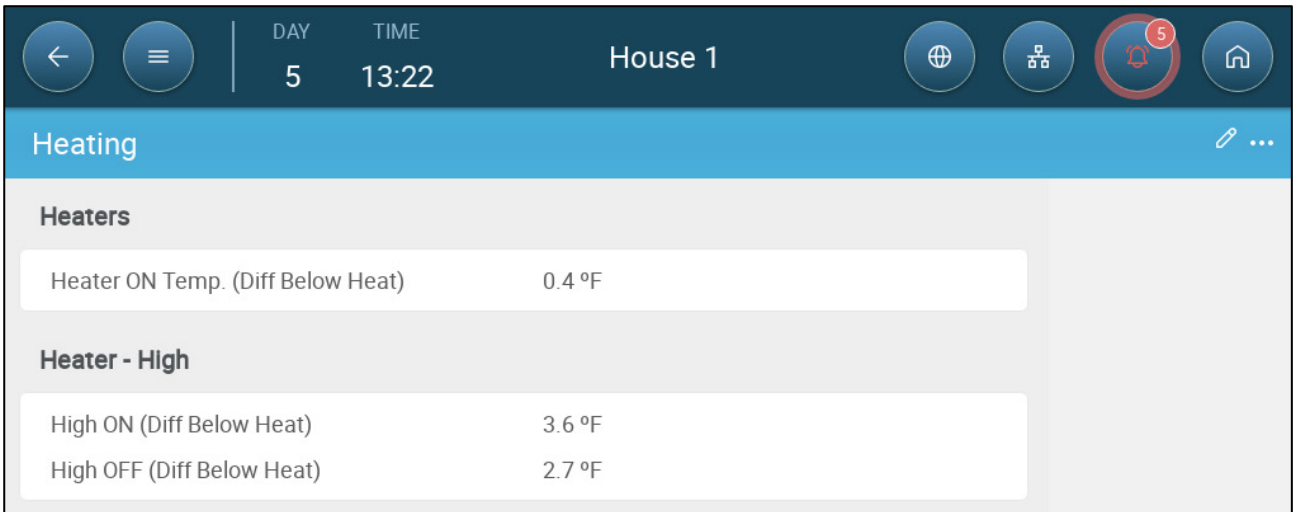 DAY TIME
5 13:22
House 1
5
Heating
Heaters
Heater ON Temp. (Diff Below Heat) 0.4 ºF
Heater - High
High ON (Diff Below Heat) 3.6 ºF
High OFF (Diff Below Heat) 2.7 ºF